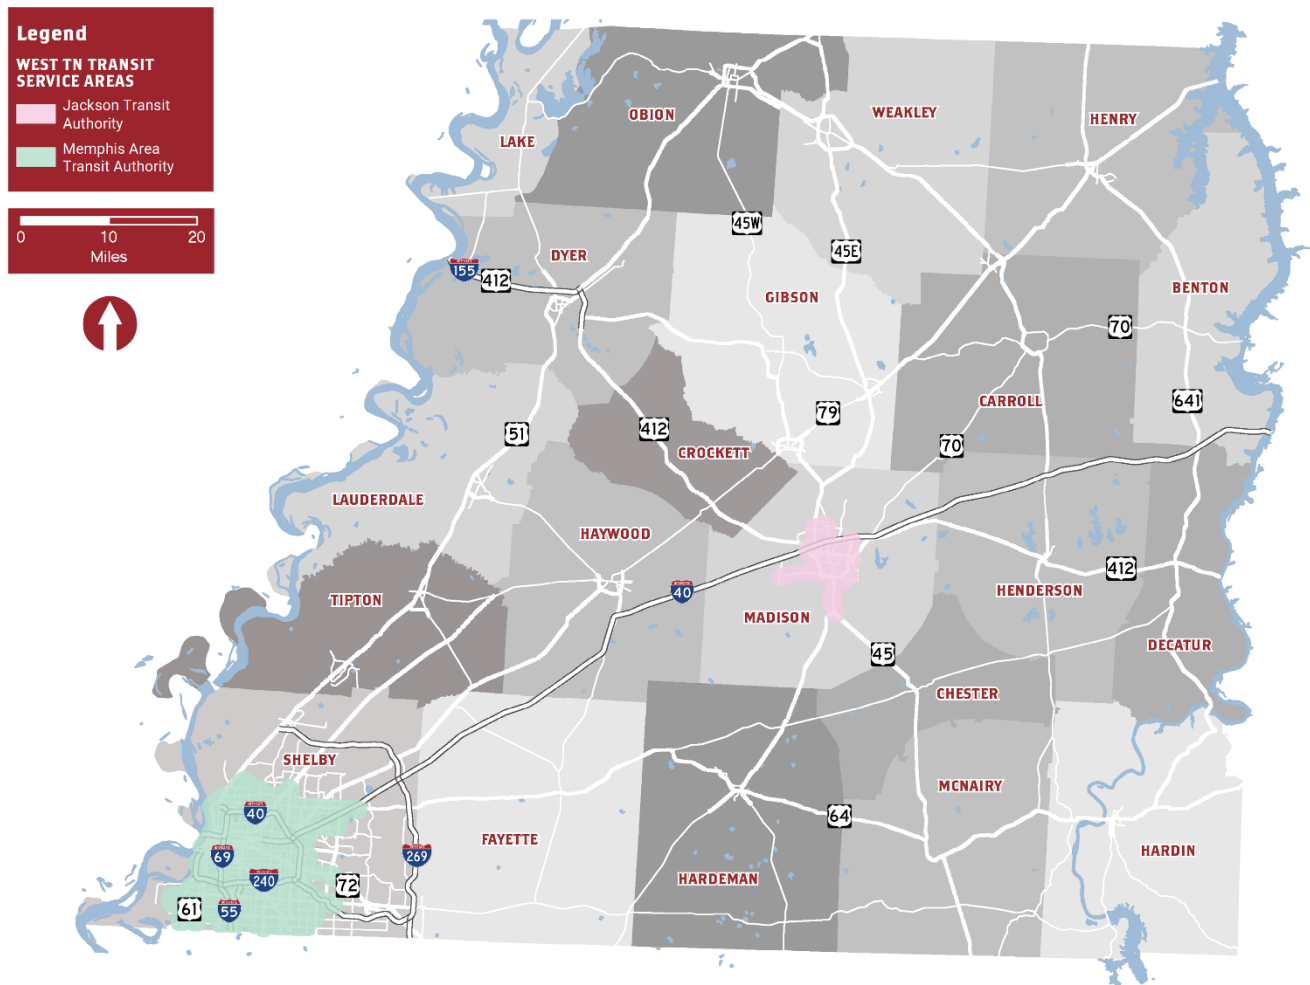 Legend
WEST TN TRANSIT
SERVICE AREAS
Jackson Transit
Authority
Memphis Area
Transit Authority
0 10 20
Miles
OBION
WEAKLEY
HENRY
LAKE
45W
45E
DYER
155
412
GIBSON
BENTON
70
CARROLL
641
79
51
412
CROCKETT
70
LAUDERDALE
HAYWOOD
412
40
HENDERSON
TIPTON
MADISON
DECATUR
45
CHESTER
SHELBY
MCNAIRY
40
64
FAYETTE
HARDIN
69
269
HARDEMAN
240
72
61
55